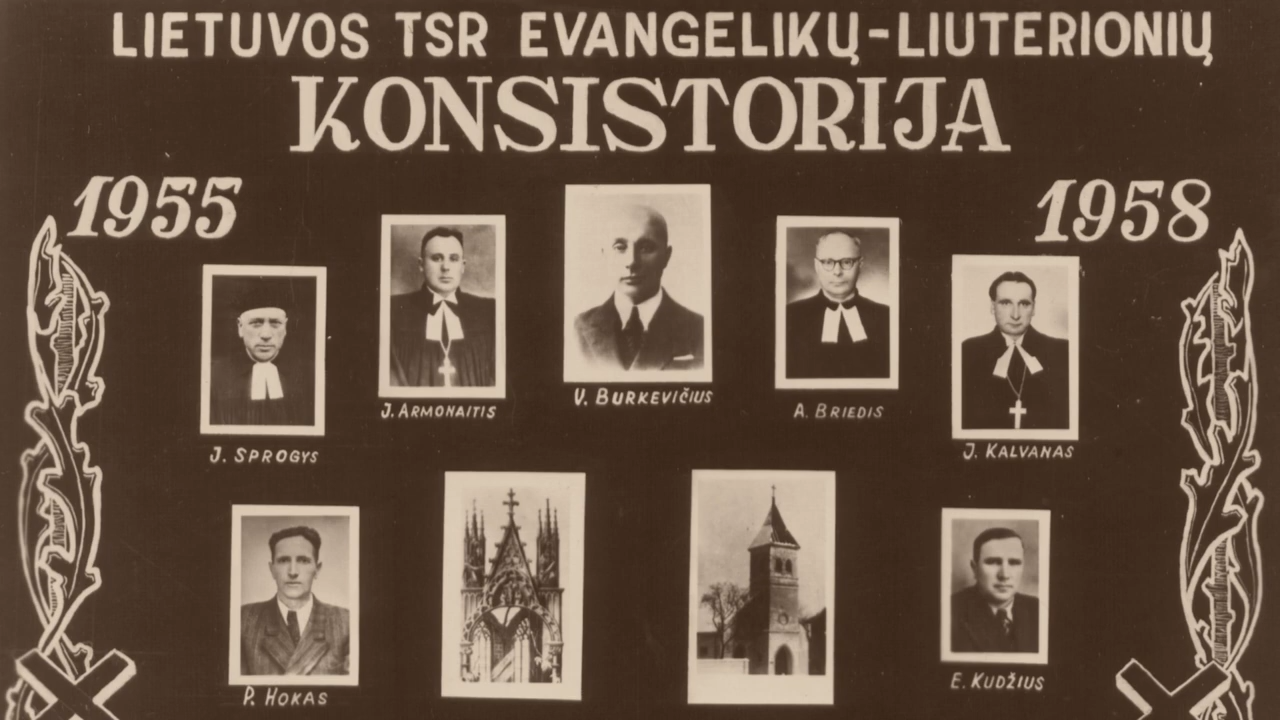 LIETUVOS TSR EVANGELIKŲ-LIUTERIONIŲ
KONSISTORIJA
1955
1958
J. SPROGYS
J. ARMONAITIS
V. BURKEVIČIUS
A. BRIEDIS
J. KALVANAS
P. HOKAS
E. KUDŽIUS